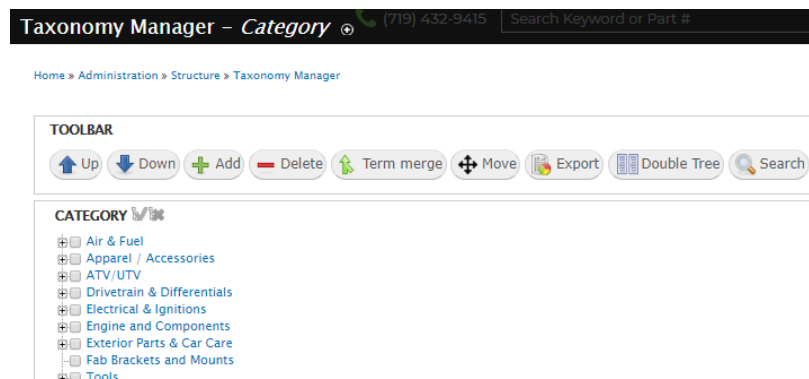 Taxonomy Manager – Category
(719) 432-9415 Search Keyword or Part #
Home » Administration » Structure » Taxonomy Manager
TOOLBAR
Up Down Add Delete Term merge Move Export Double Tree Search
CATEGORY
Air & Fuel
Apparel / Accessories
ATV/UTV
Drivetrain & Differentials
Electrical & Ignitions
Engine and Components
Exterior Parts & Car Care
Fab Brackets and Mounts
Tools